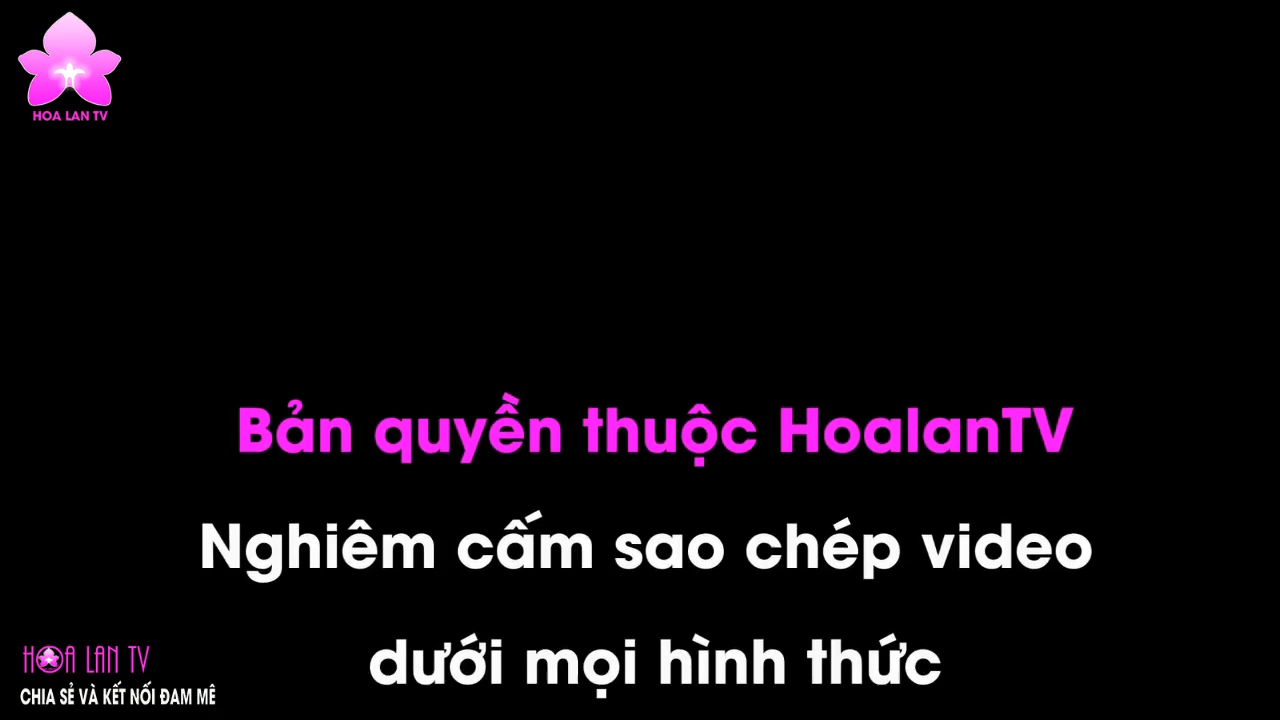 HOA LAN TV
Bản quyền thuộc HoalanTV
Nghiêm cấm sao chép video
dưới mọi hình thức
HOA LAN TV
CHIA SẺ VÀ KẾT NỐI ĐAM MÊ